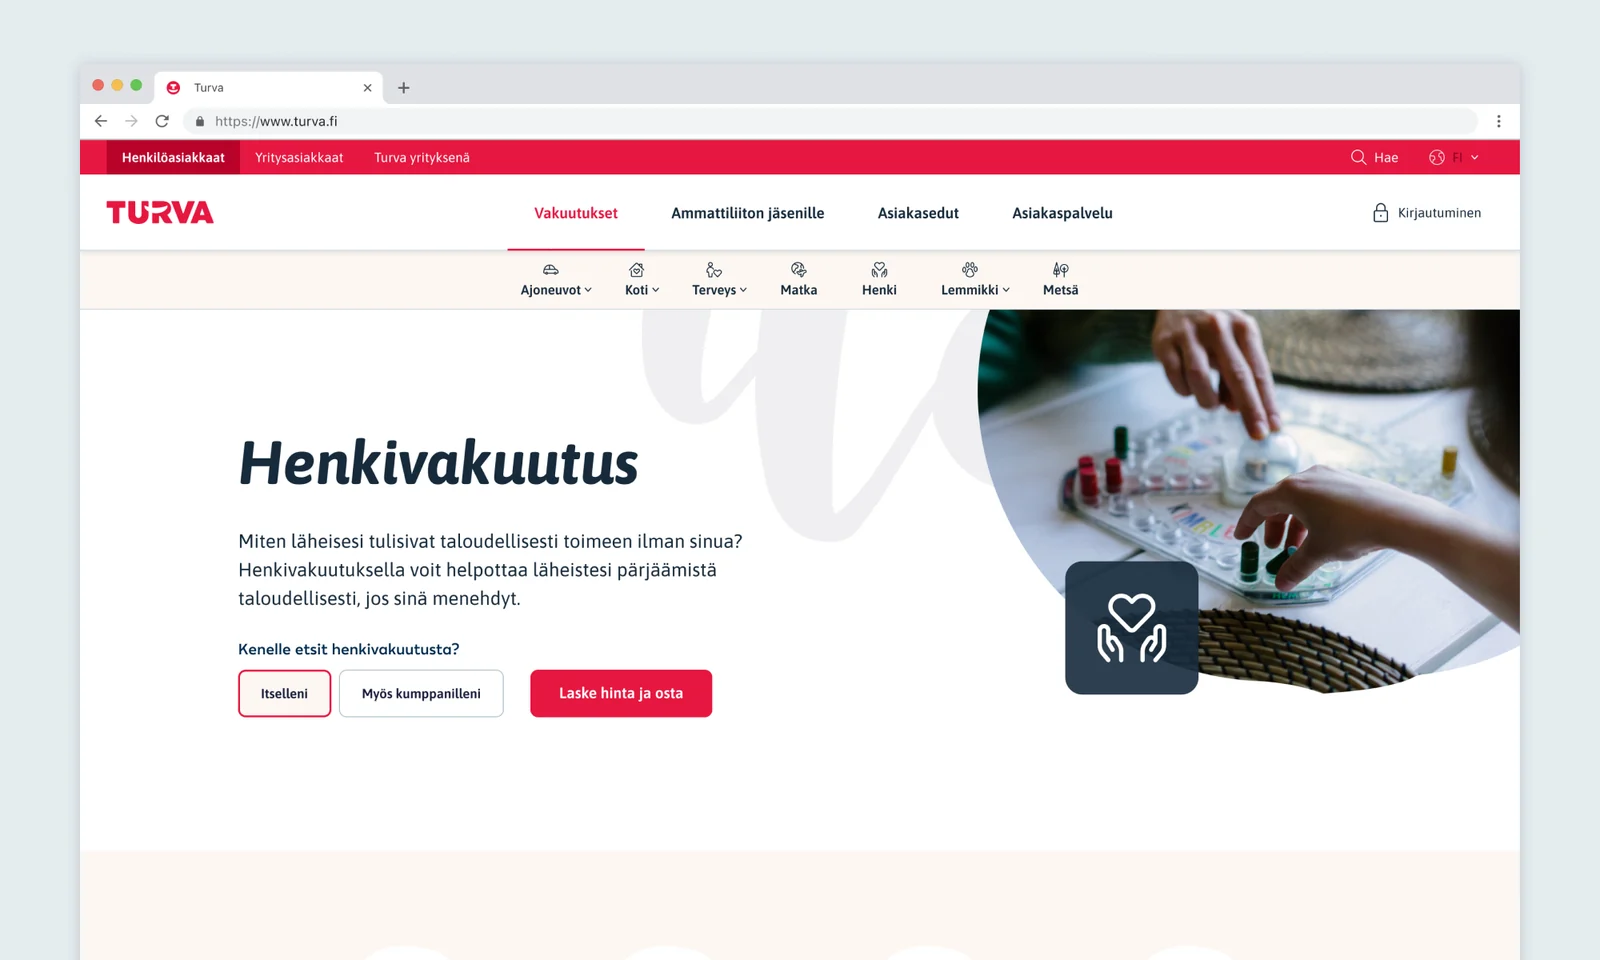 Turva
https://www.turva.fi
Henkilöasiakkaat Yritysasiakkaat Turva yrityksenä Hae FI
TURVA Vakuutukset Ammattiliiton jäsenille Asiakasedut Asiakaspalvelu Kirjautuminen
Ajoneuvot Koti Terveys Matka Henki Lemmikki Metsä
Henkivakuutus
Miten läheisesi tulisivat taloudellisesti toimeen ilman sinua?
Henkivakuutuksella voit helpottaa läheistesi pärjäämistä
taloudellisesti, jos sinä menehdyt.
Kenelle etsit henkivakuutusta?
Itselleni Myös kumppanilleni Laske hinta ja osta
KIMBLE